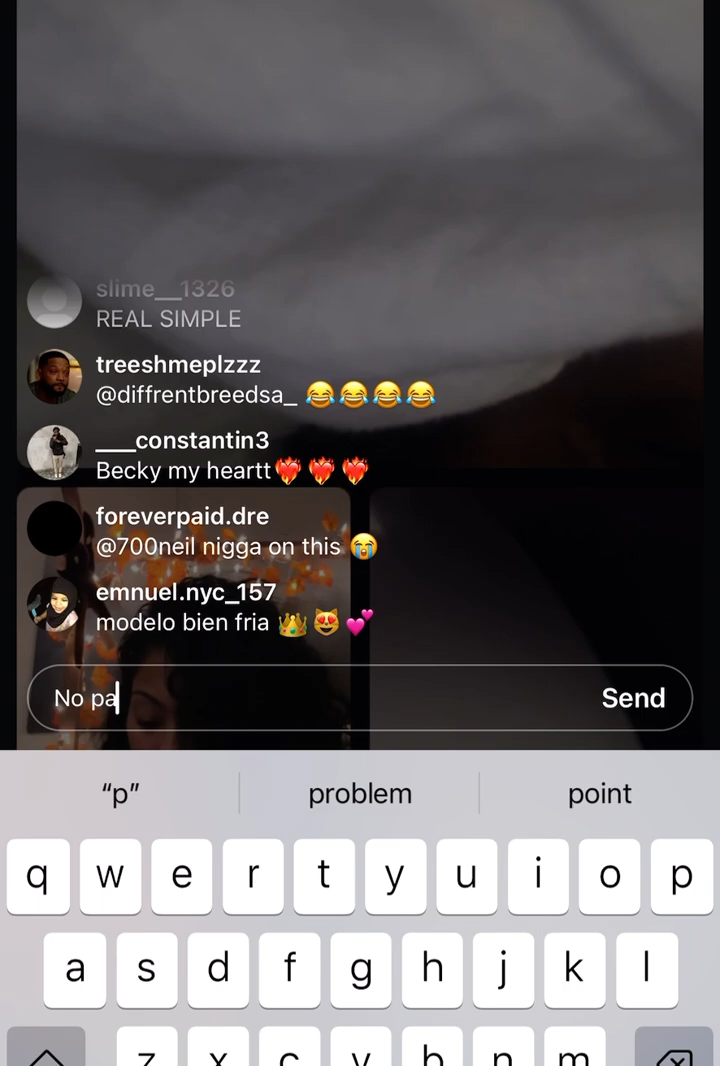 slime__1326
REAL SIMPLE
treeshmeplzzz
@diffrentbreedsa_ 😂😂😂😂
___constantin3
Becky my heartt❤️‍🔥❤️‍🔥❤️‍🔥
foreverpaid.dre
@700neil nigga on this 😭
emnuel.nyc_157
modelo bien fria 👑😻💕
No pa
Send
“p”
problem
point
q w e r t y u i o p
a s d f g h j k l
z x c v b n m